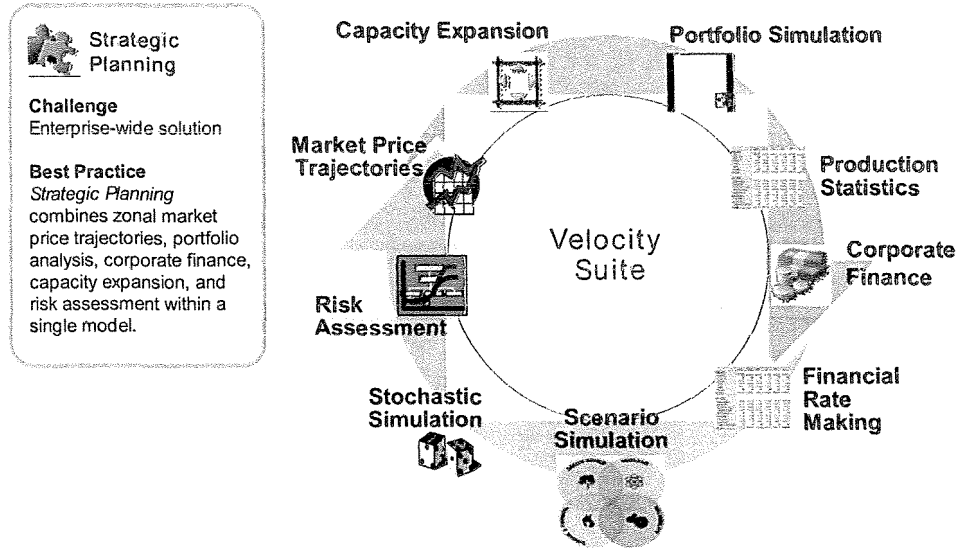 Strategic
Planning
Challenge
Enterprise-wide solution
Best Practice
Strategic Planning
combines zonal market
price trajectories, portfolio
analysis, corporate finance,
capacity expansion, and
risk assessment within a
single model.
Capacity Expansion
Portfolio Simulation
Market Price
Trajectories
Production
Statistics
Velocity
Suite
Corporate
Finance
Risk
Assessment
Financial
Rate
Making
Stochastic
Simulation
Scenario
Simulation